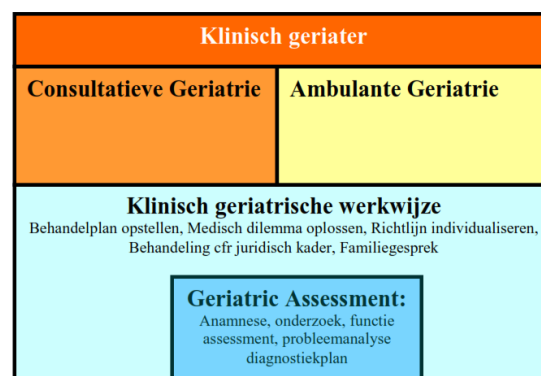 Klinisch geriater
Consultatieve Geriatrie
Ambulante Geriatrie
Klinisch geriatrische werkwijze
Behandelplan opstellen, Medisch dilemma oplossen, Richtlijn individualiseren,
Behandeling cfr juridisch kader, Familiegesprek
Geriatric Assessment:
Anamnese, onderzoek, functie
assessment, probleemanalyse
diagnostiekplan